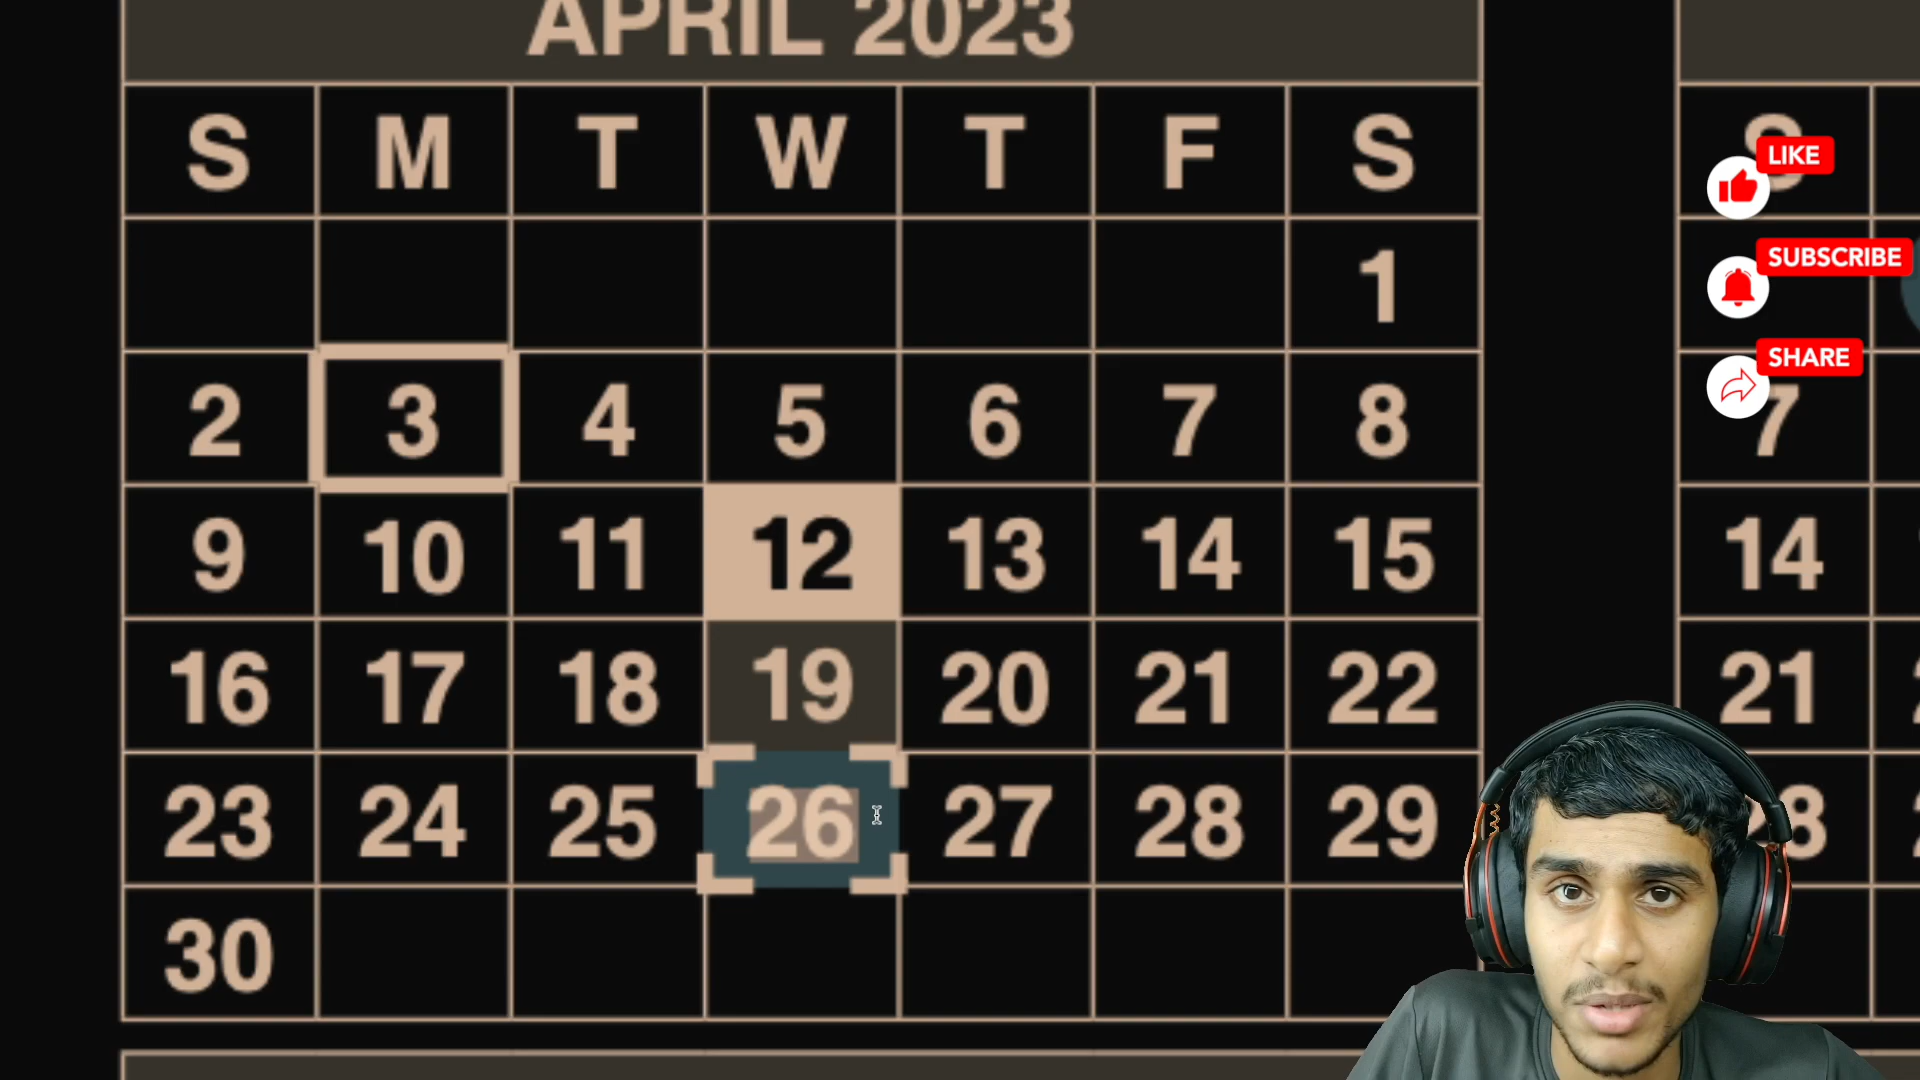 APRIL 2023
S M T W T F S
1
2 3 4 5 6 7 8
9 10 11 12 13 14 15
16 17 18 19 20 21 22
23 24 25 26 27 28 29
30
S
7
14
21
28
LIKE
SUBSCRIBE
SHARE